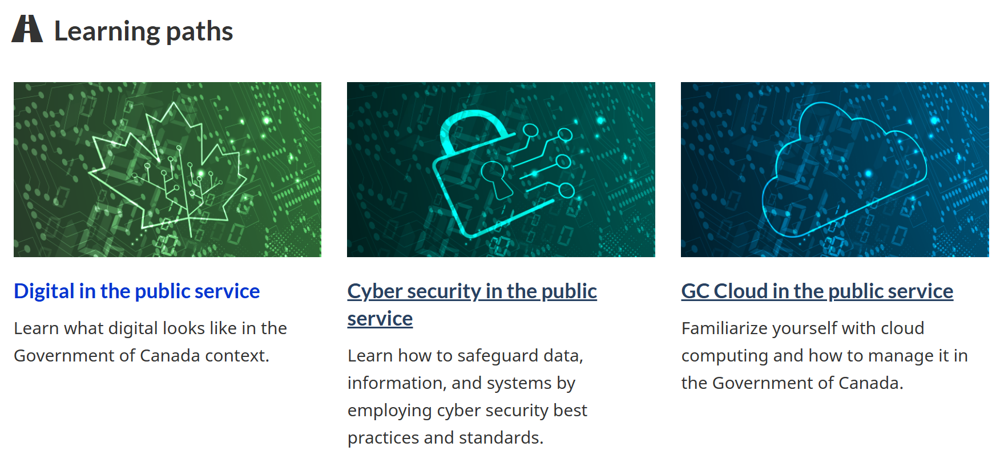 Learning paths
Digital in the public service
Learn what digital looks like in the
Government of Canada context.
Cyber security in the public
service
Learn how to safeguard data,
information, and systems by
employing cyber security best
practices and standards.
GC Cloud in the public service
Familiarize yourself with cloud
computing and how to manage it in
the Government of Canada.